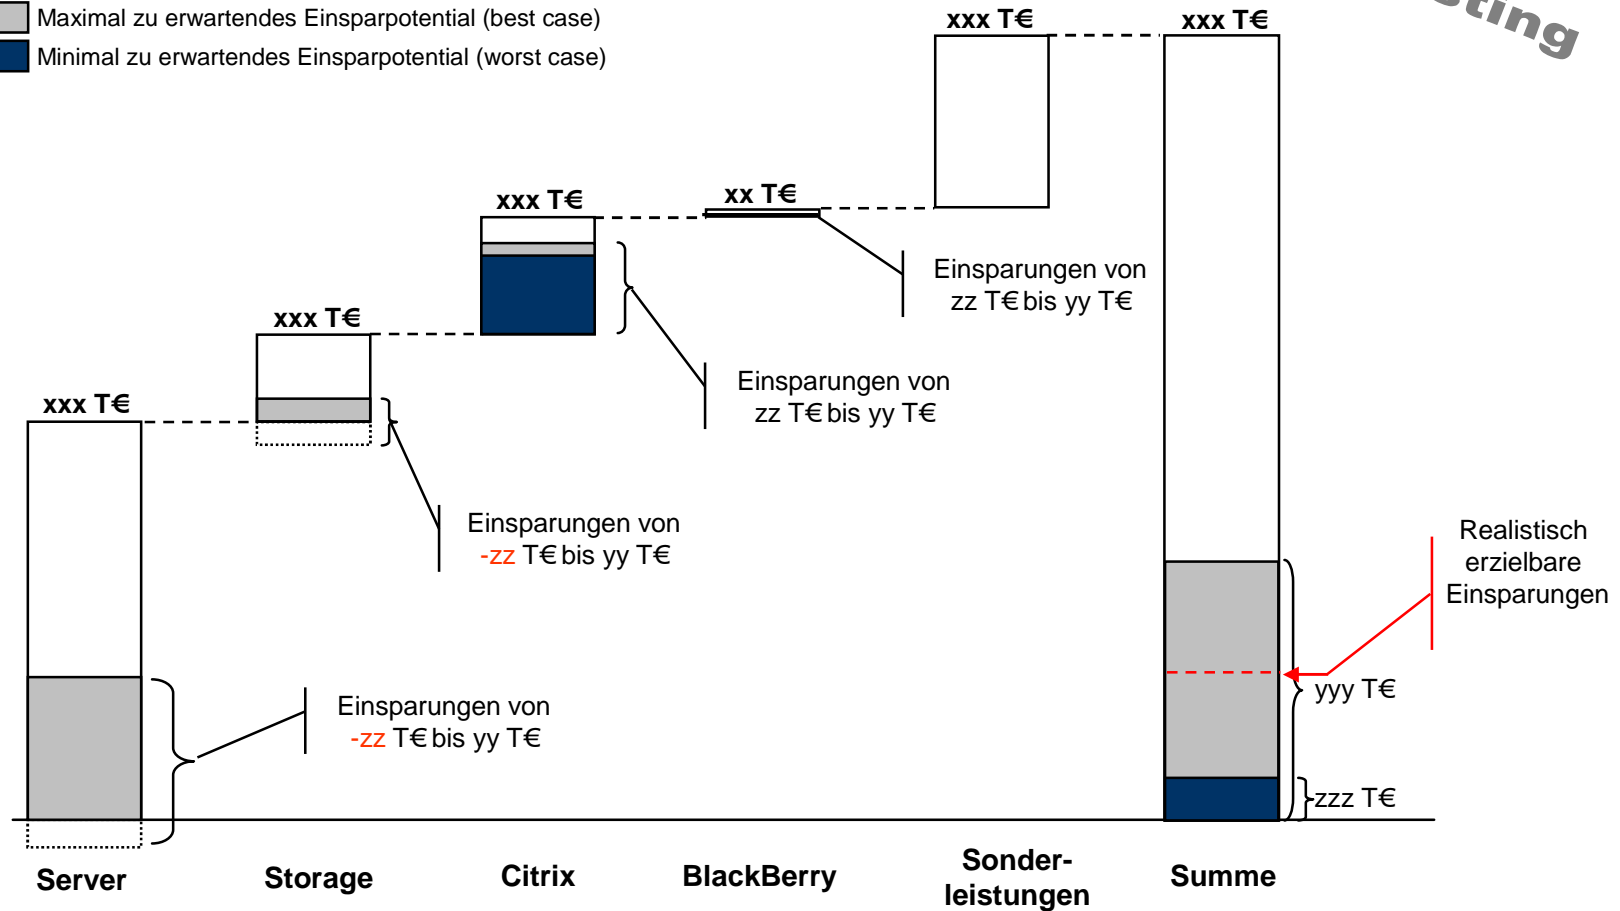 Maximal zu erwartendes Einsparpotential (best case)
Minimal zu erwartendes Einsparpotential (worst case)
xxx T€
xxx T€
xxx T€
xx T€
xxx T€
xxx T€
Einsparungen von
zz T€ bis yy T€
Einsparungen von
zz T€ bis yy T€
Einsparungen von
-zz T€ bis yy T€
Einsparungen von
-zz T€ bis yy T€
Realistisch
erzielbare
Einsparungen
yyy T€
zzz T€
Server
Storage
Citrix
BlackBerry
Sonder-
leistungen
Summe